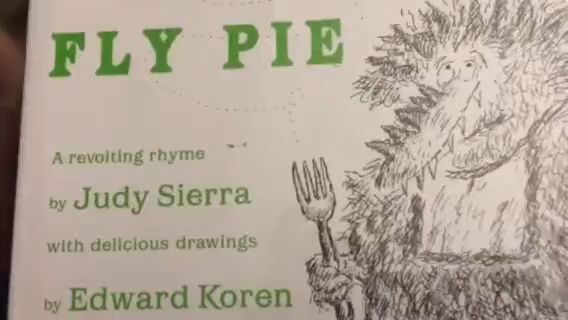 FLY PIE
A revolting rhyme
by Judy Sierra
with delicious drawings
by Edward Koren